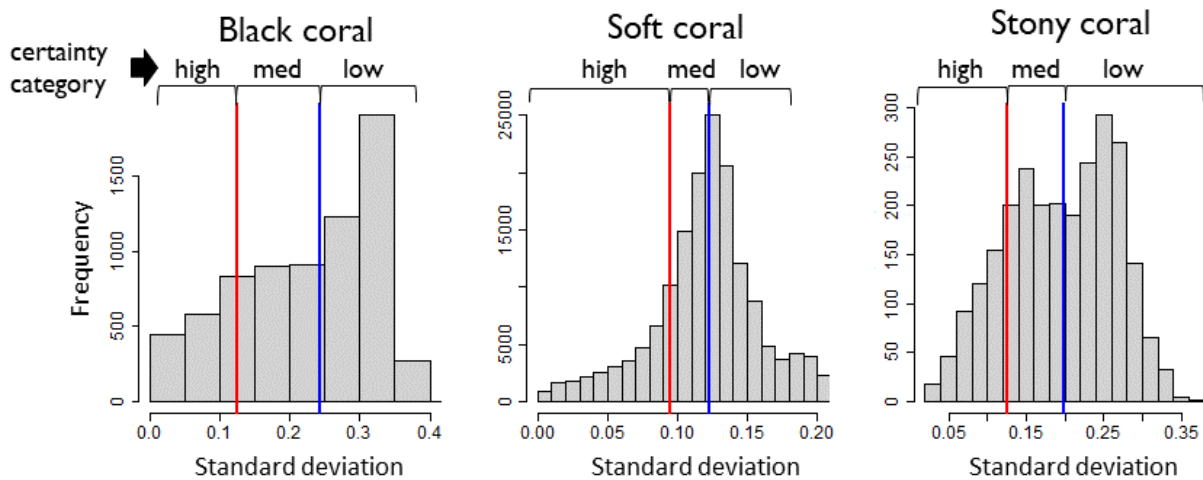 certainty
category
Black coral
high med low
Frequency
0 500 1000 1500
0.0 0.1 0.2 0.3 0.4
Standard deviation
Soft coral
high med low
0 5000 15000 25000
0.00 0.05 0.10 0.15 0.20
Standard deviation
Stony coral
high med low
0 50 100 150 200 250 300
0.05 0.15 0.25 0.35
Standard deviation